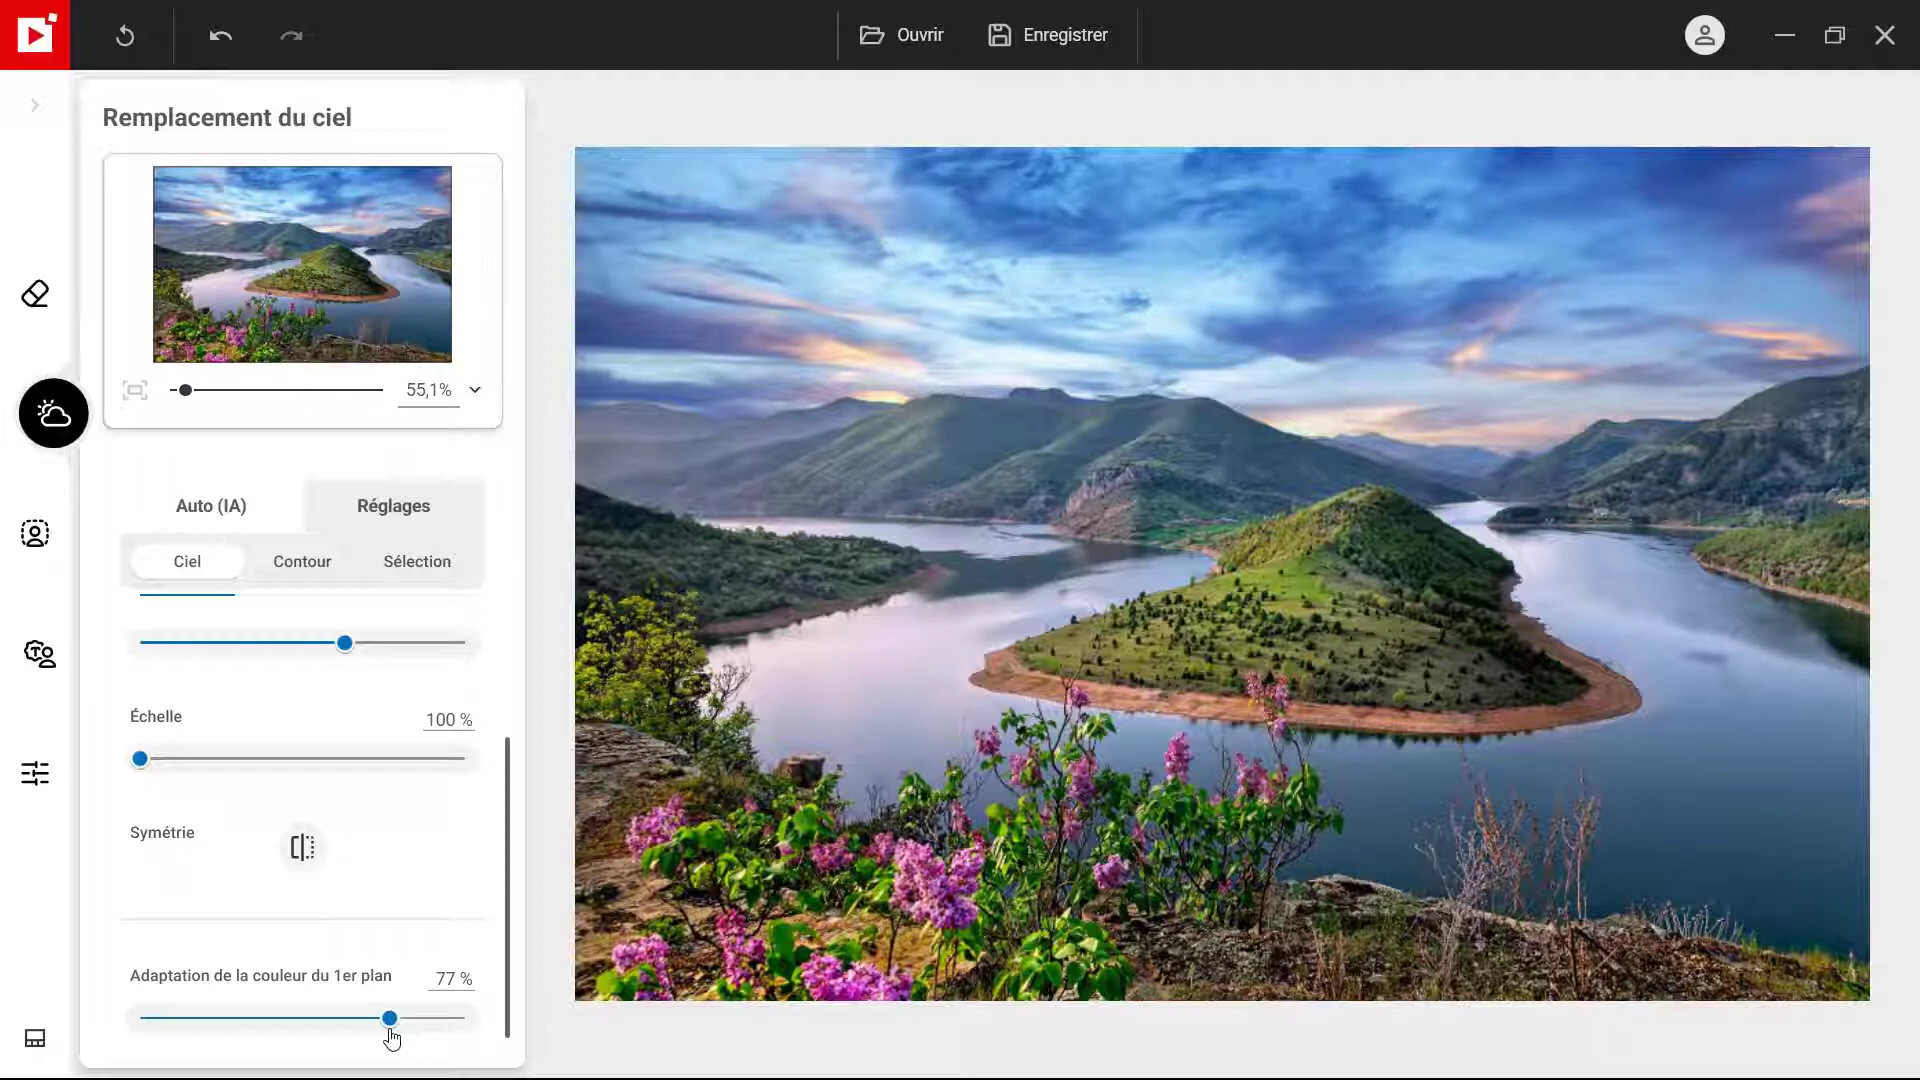 Ouvrir
Enregistrrer
Remplacement du ciel
55,1%
Auto (IA)
Réglages
Ciel
Contour
Sélection
Échelle
100 %
Symétrie
Adaptation de la couleur du 1er plan
77 %